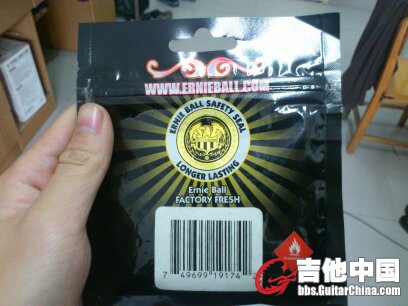 WWW.ERNIEBALL.COM
ERNIE BALL SAFETY SEAL
LONGER LASTING
Ernie Ball
FACTORY FRESH
7 49699 19174
吉他中国
bbs.GuitarChina.com